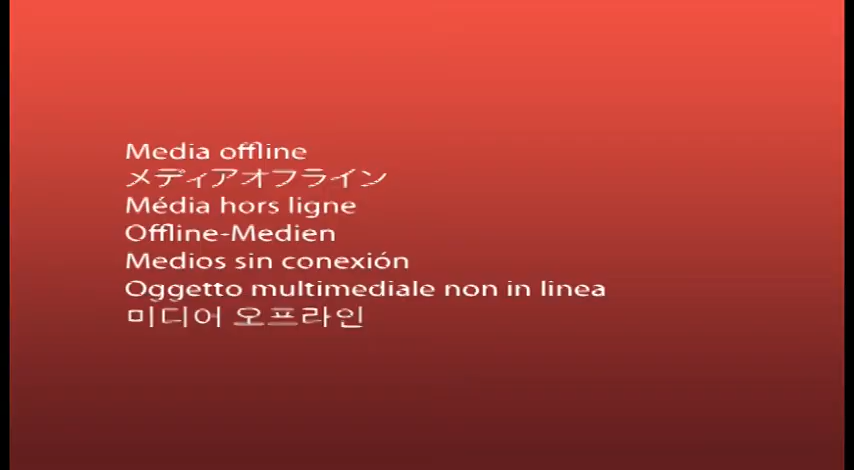 Media offline
メディアオフライン
Média hors ligne
Offline-Medien
Medios sin conexión
Oggetto multimediale non in linea
미디어 오프라인